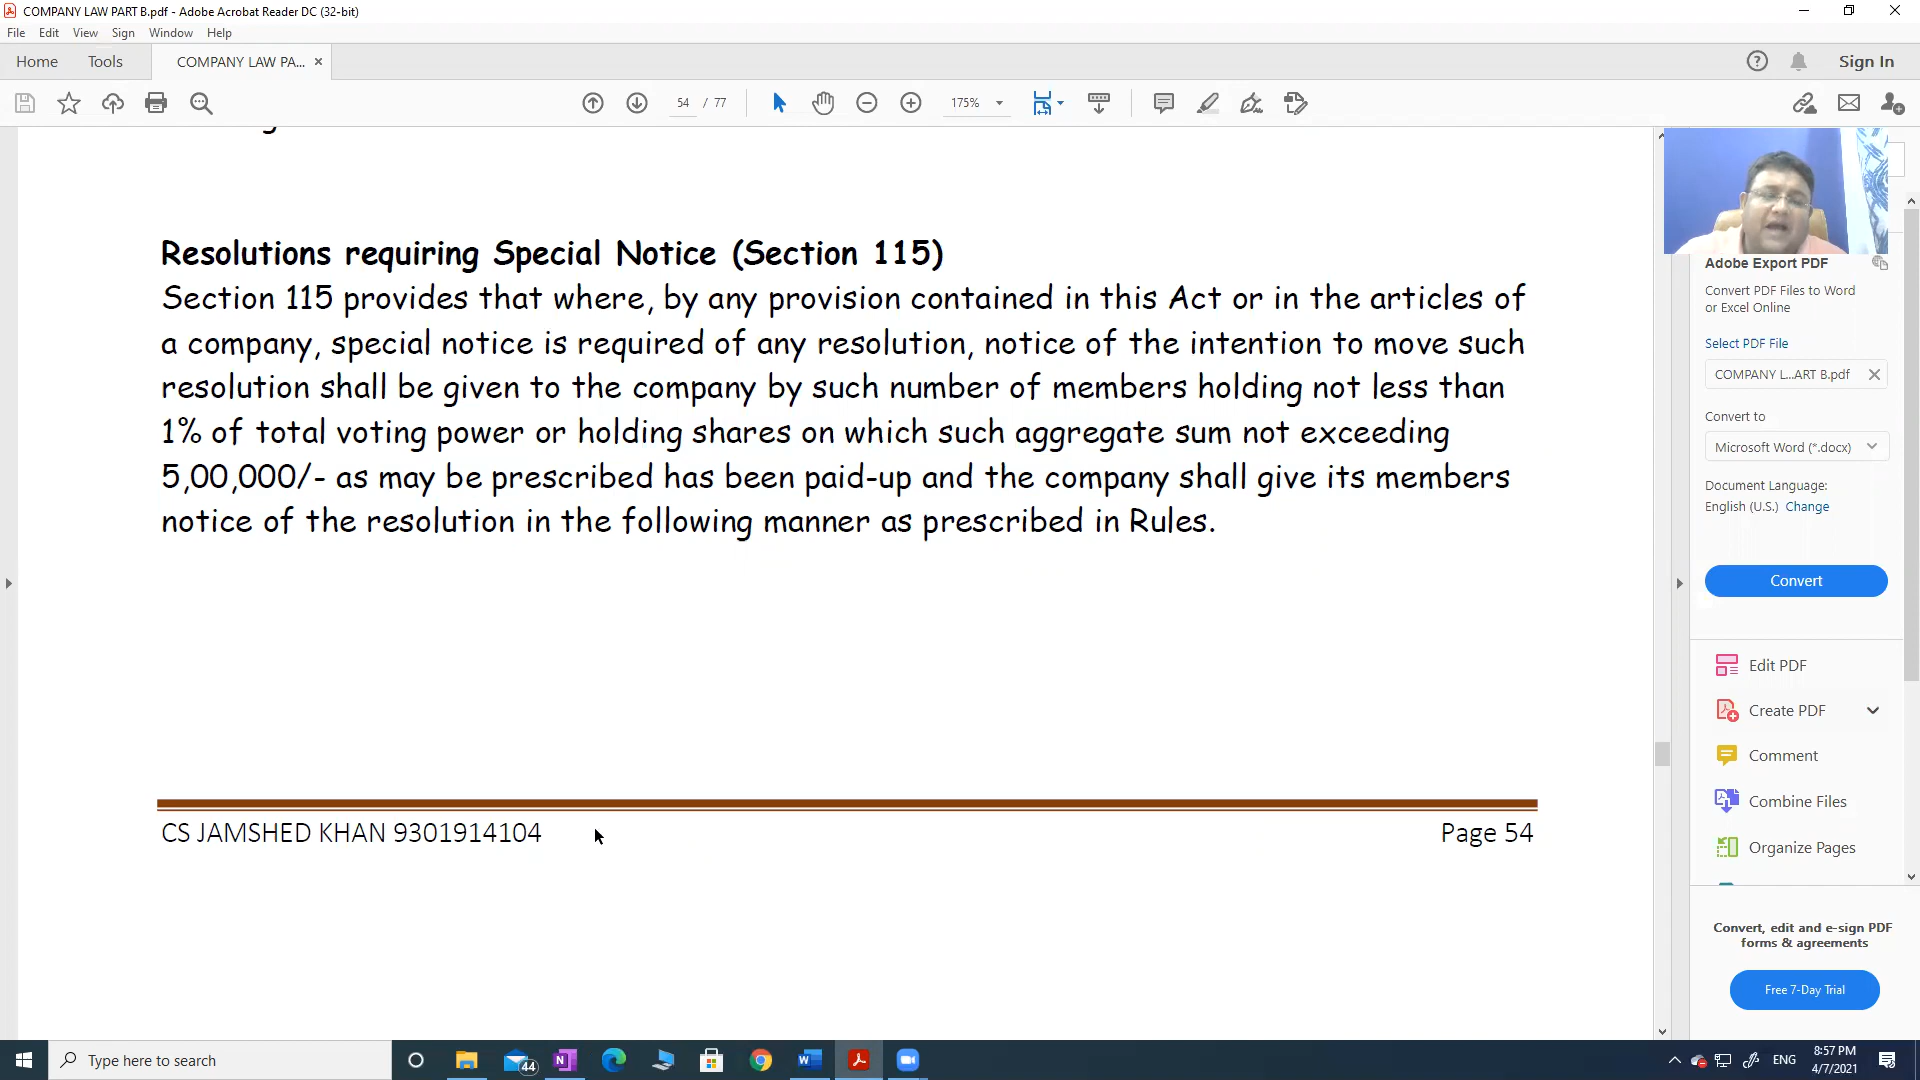 COMPANY LAW PART B.pdf - Adobe Acrobat Reader DC (32-bit)
File Edit View Sign Window Help
Home Tools COMPANY LAW PA... × Sign In
54 / 77 175%
Resolutions requiring Special Notice (Section 115)
Section 115 provides that where, by any provision contained in this Act or in the articles of
a company, special notice is required of any resolution, notice of the intention to move such
resolution shall be given to the company by such number of members holding not less than
1% of total voting power or holding shares on which such aggregate sum not exceeding
5,00,000/- as may be prescribed has been paid-up and the company shall give its members
notice of the resolution in the following manner as prescribed in Rules.
CS JAMSHED KHAN 9301914104 Page 54
Adobe Export PDF
Convert PDF Files to Word
or Excel Online
Select PDF File
COMPANY L...ART B.pdf
Convert to
Microsoft Word (*.docx)
Document Language:
English (U.S.) Change
Convert
Edit PDF
Create PDF
Comment
Combine Files
Organize Pages
Convert, edit and e-sign PDF
forms & agreements
Free 7-Day Trial
Type here to search
44
ENG
8:57 PM
4/7/2021